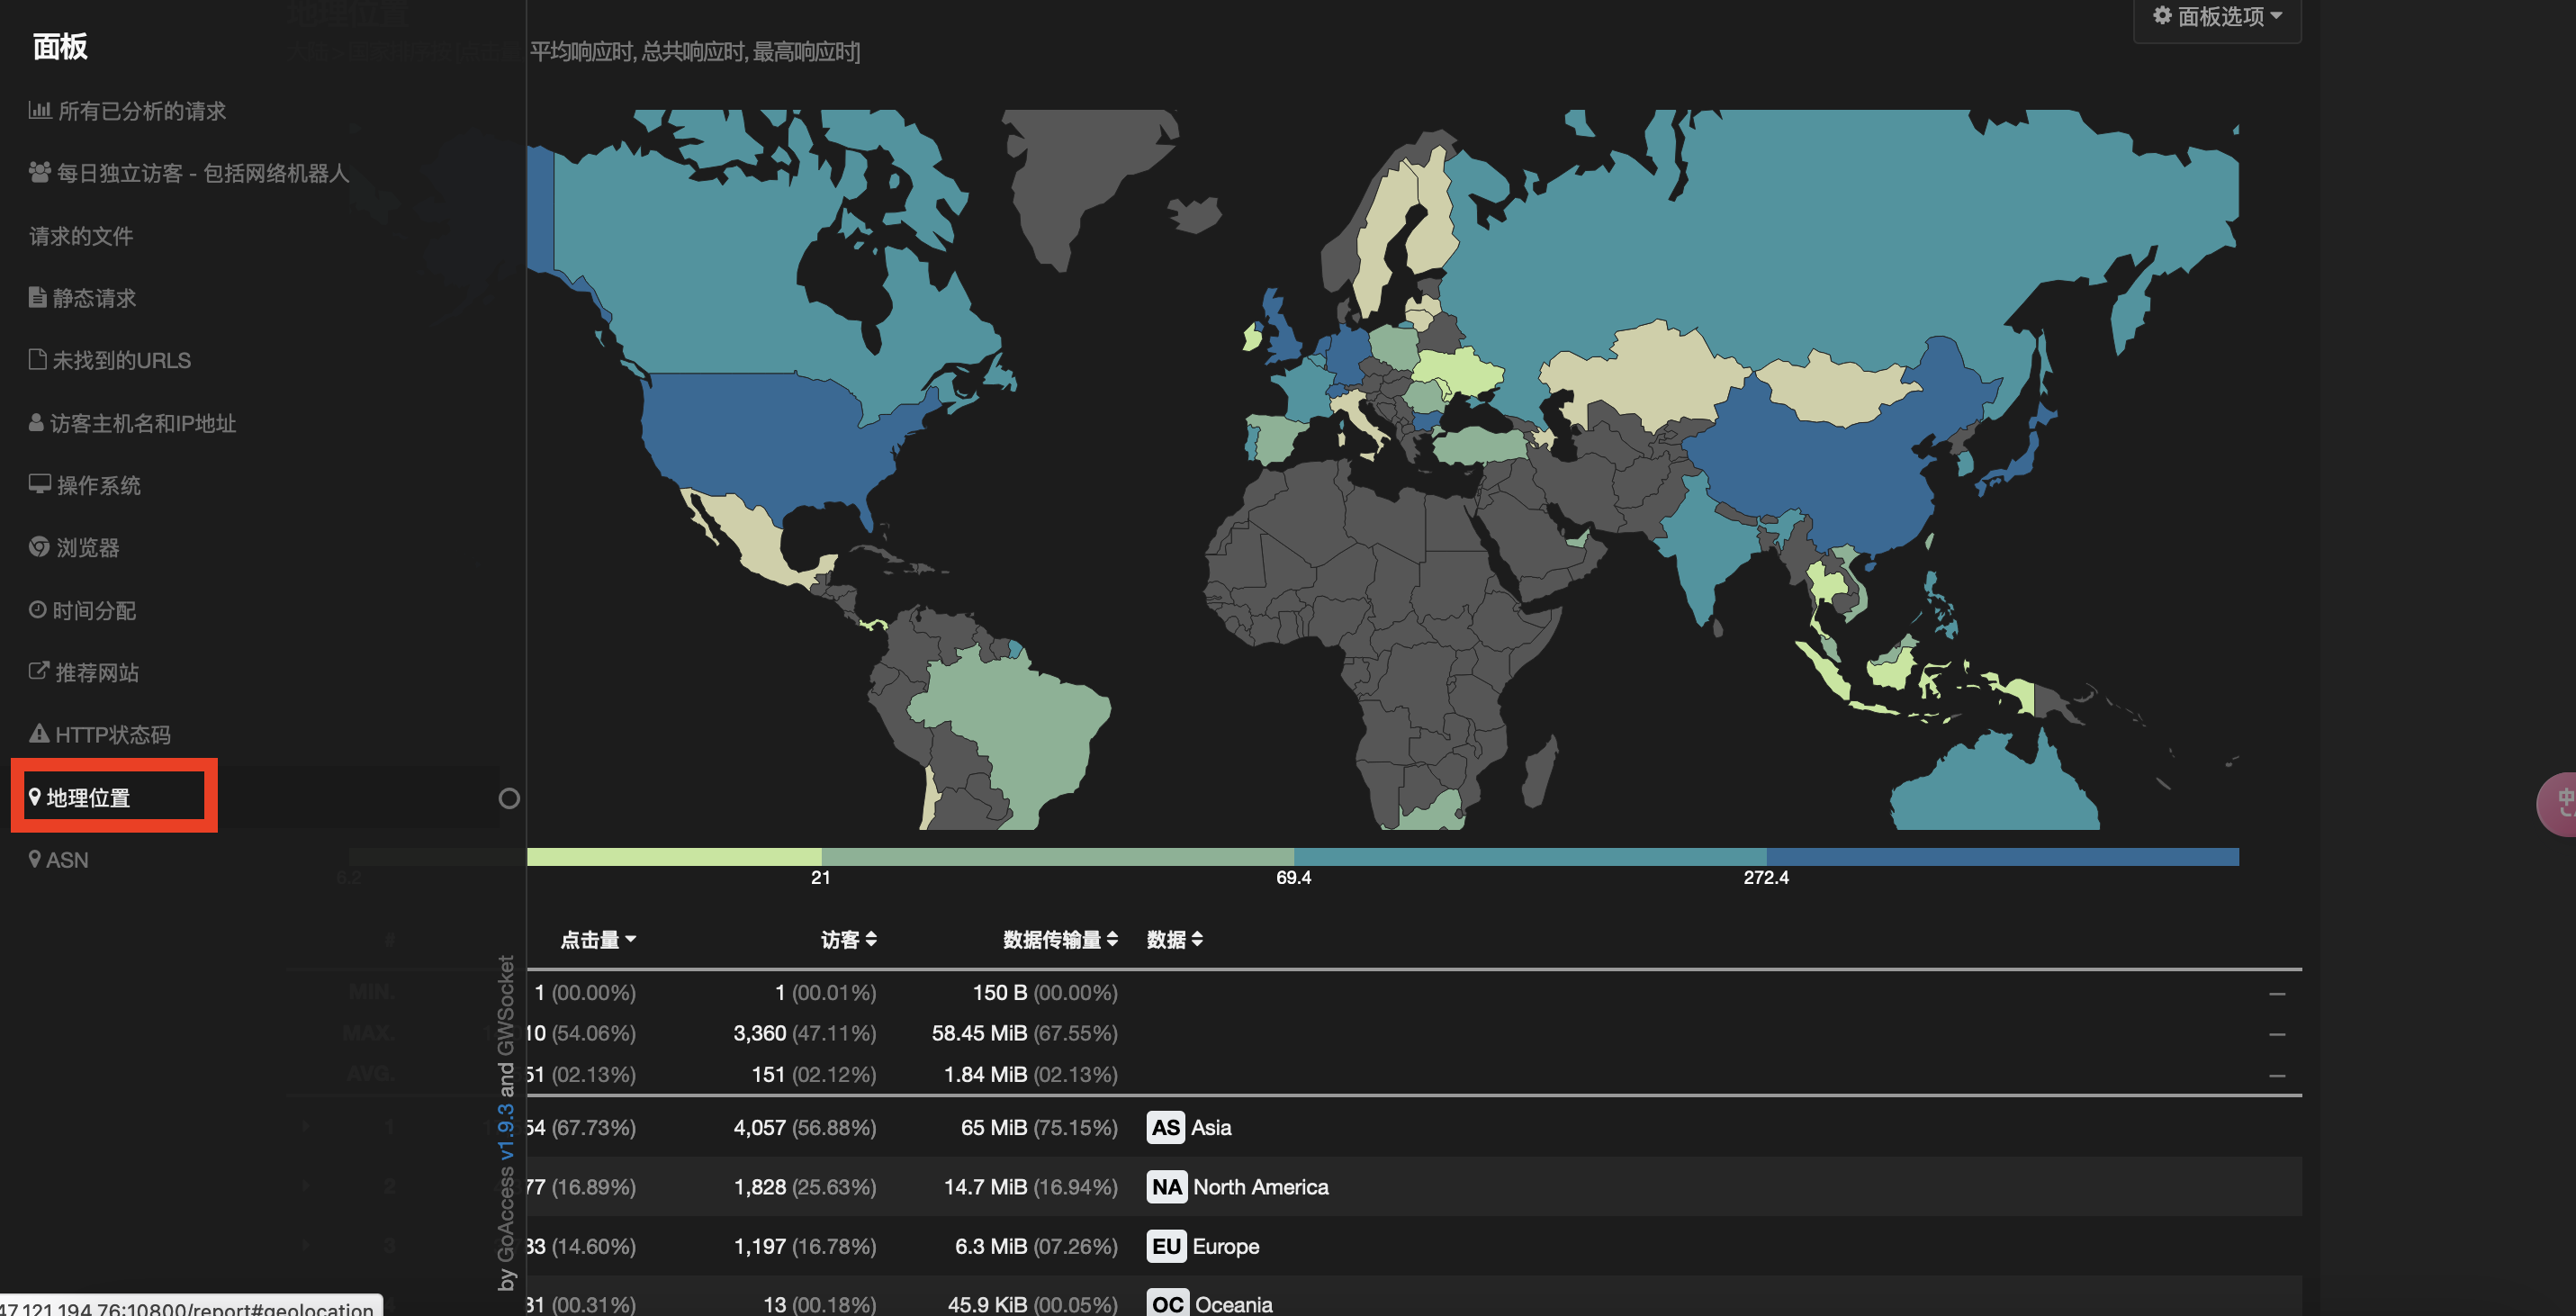 地理位置
面板
面板选项
平均响应时, 总共响应时, 最高响应时]
所有已分析的请求
每日独立访客 - 包括网络机器人
请求的文件
静态请求
未找到的URLS
访客主机名和IP地址
操作系统
浏览器
时间分配
推荐网站
HTTP状态码
地理位置
ASN
6.2 21 69.4 272.4
# 点击量 访客 数据传输量 数据
MIN. 1 (00.00%) 1 (00.01%) 150 B (00.00%) —
MAX. 10 (54.06%) 3,360 (47.11%) 58.45 MiB (67.55%) —
AVG. 51 (02.13%) 151 (02.12%) 1.84 MiB (02.13%) —
1 54 (67.73%) 4,057 (56.88%) 65 MiB (75.15%) AS Asia
2 77 (16.89%) 1,828 (25.63%) 14.7 MiB (16.94%) NA North America
3 33 (14.60%) 1,197 (16.78%) 6.3 MiB (07.26%) EU Europe
31 (00.31%) 13 (00.18%) 45.9 KiB (00.05%) OC Oceania
by GoAccess v1.9.3 and GWSocket
47.121.194.76:10800/report#geolocation
中